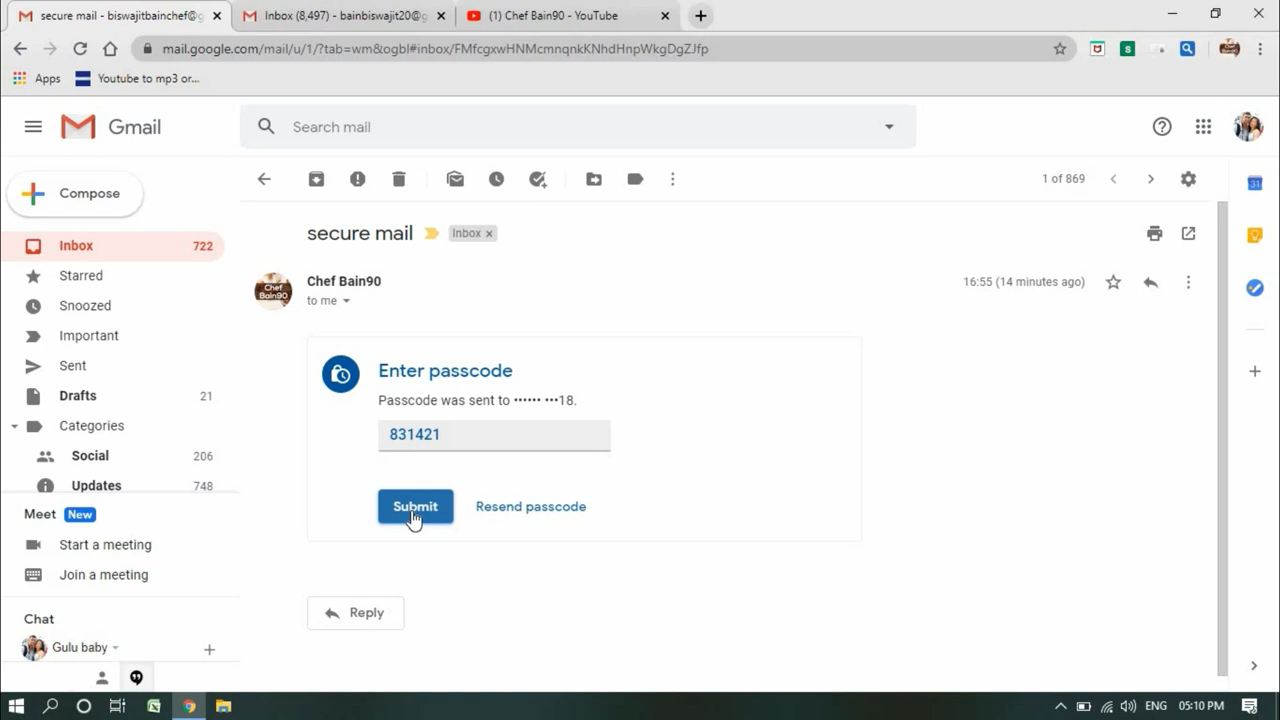 secure mail - biswajitbainchef@g
Inbox (8,497) - bainbiswajit20@g
(1) Chef Bain90 - YouTube
mail.google.com/mail/u/1/?tab=wm&ogbl#inbox/FMfcgxwHNMcmnqnkKNhdHnpWkgDgZJfp
Apps
Youtube to mp3 or...
Gmail
Search mail
Compose
1 of 869
Inbox 722
secure mail
Inbox ×
Starred
Chef Bain90
16:55 (14 minutes ago)
to me
Snoozed
Important
Sent
Drafts 21
Categories
Social 206
Updates 748
Enter passcode
Passcode was sent to •••••• •••18.
831421
Submit
Resend passcode
Meet New
Start a meeting
Join a meeting
Reply
Chat
Gulu baby
ENG 05:10 PM